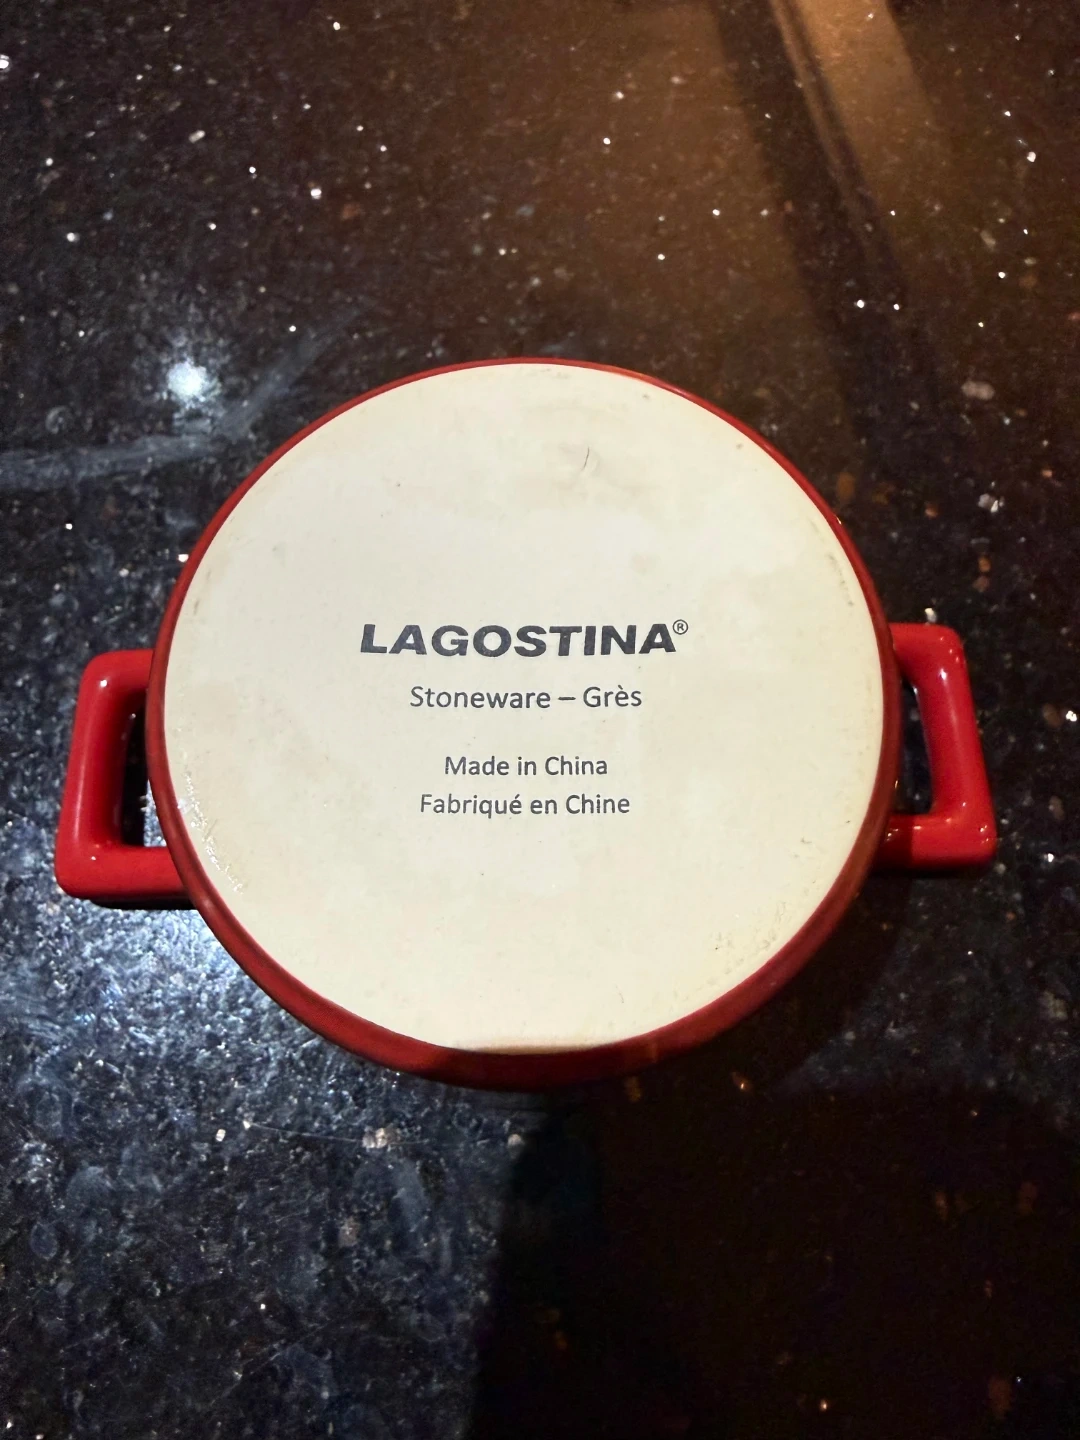 LAGOSTINA®
Stoneware – Grès
Made in China
Fabriqué en Chine